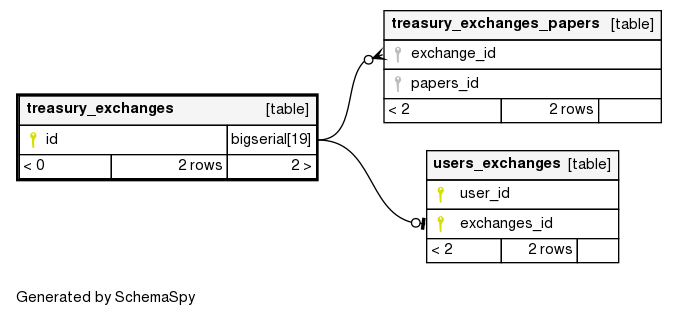 treasury_exchanges_papers [table]
exchange_id
papers_id
< 2 2 rows
treasury_exchanges [table]
id bigserial[19]
< 0 2 rows 2 >
users_exchanges [table]
user_id
exchanges_id
< 2 2 rows
Generated by SchemaSpy